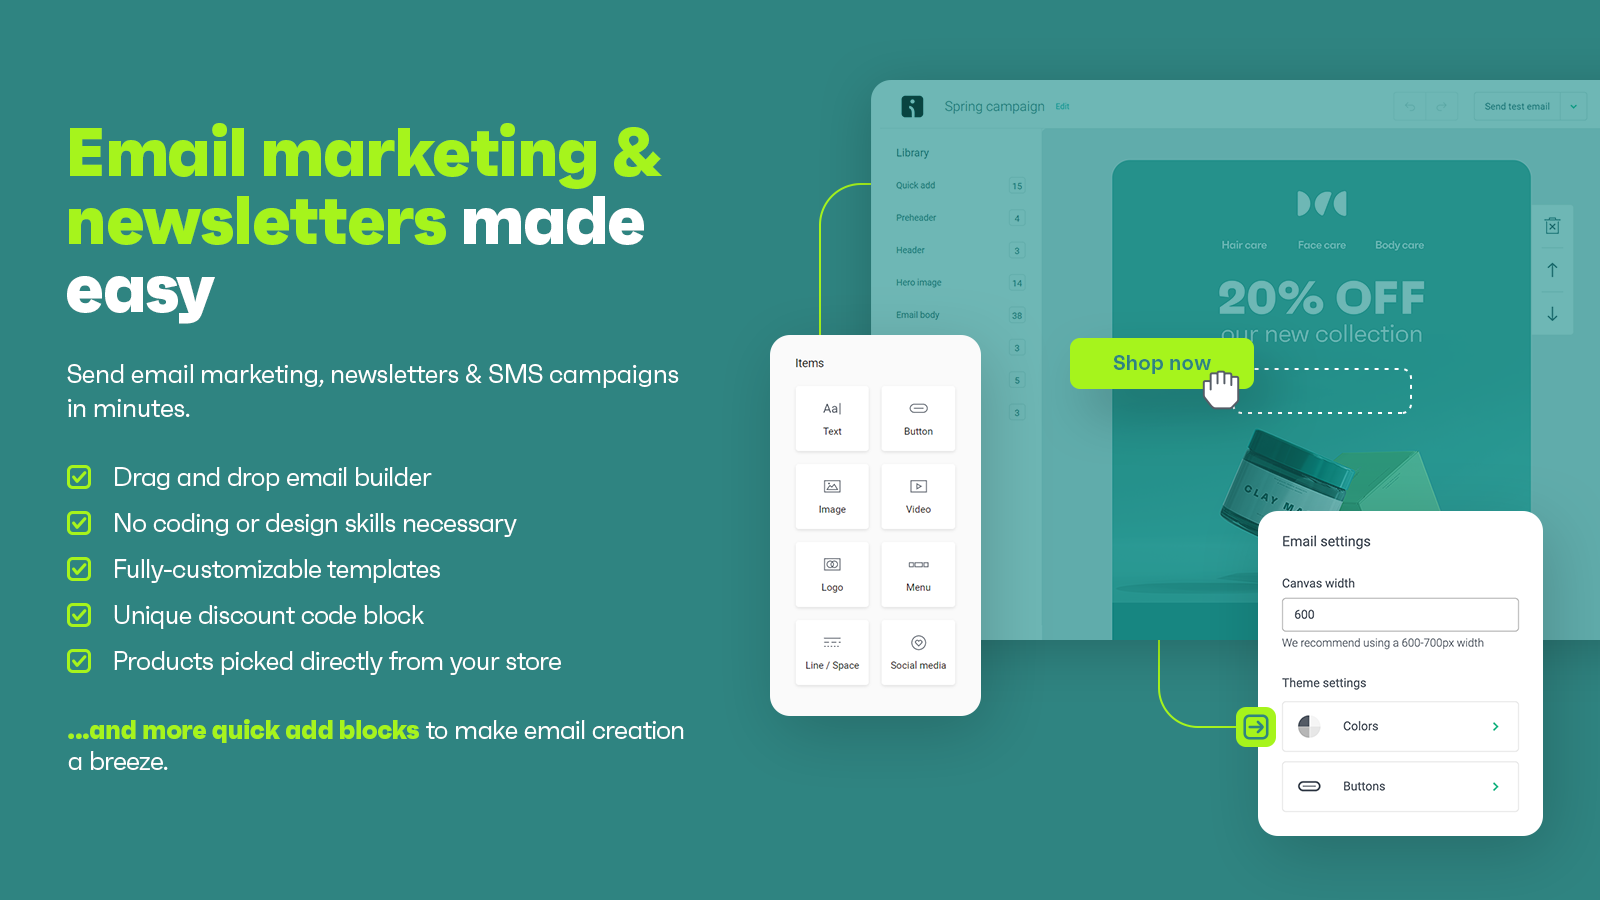 Email marketing &
newsletters made
easy
Send email marketing, newsletters & SMS campaigns
in minutes.
Drag and drop email builder
No coding or design skills necessary
Fully-customizable templates
Unique discount code block
Products picked directly from your store
...and more quick add blocks to make email creation
a breeze.
Spring campaign Edit
Send test email
Library
Quick add 15
Preheader 4
Header 3
Hero image 14
Email body 38
3
5
3
Items
Aa|
Text
Button
Image
Video
Logo
Menu
Line / Space
Social media
Hair care Face care Body care
20% OFF
our new collection
Shop now
CLAY MA
Email settings
Canvas width
600
We recommend using a 600-700px width
Theme settings
Colors
Buttons